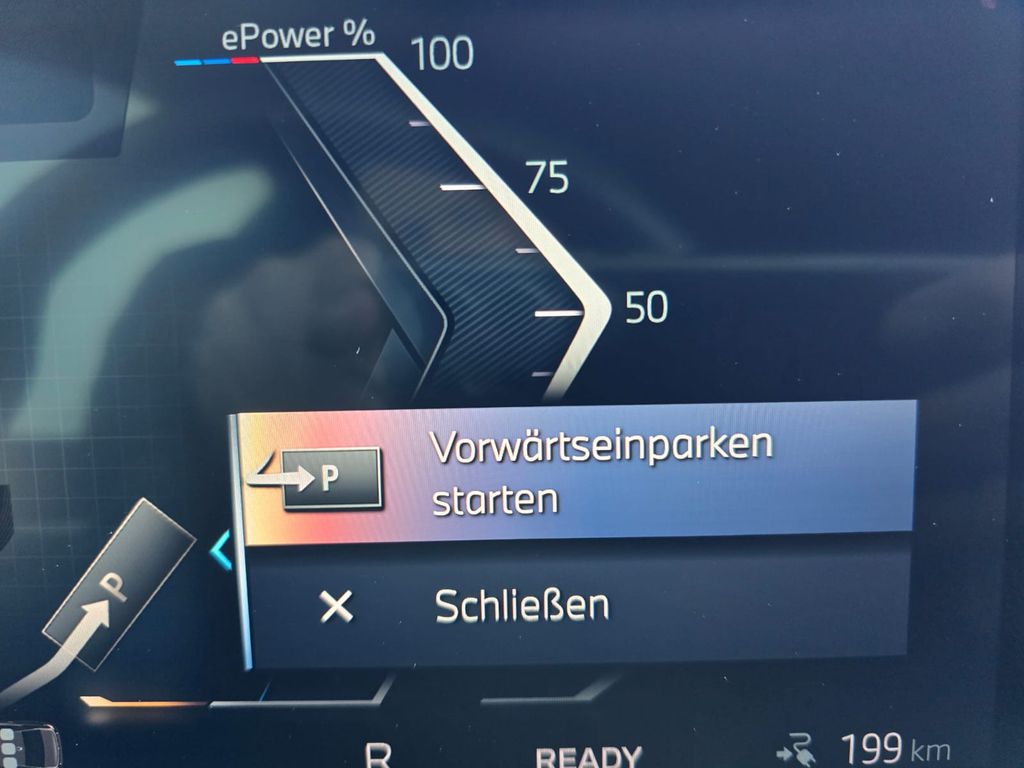 ePower %
100
75
50
P
Vorwärtseinparken
starten
P
Schließen
R
READY
199 km